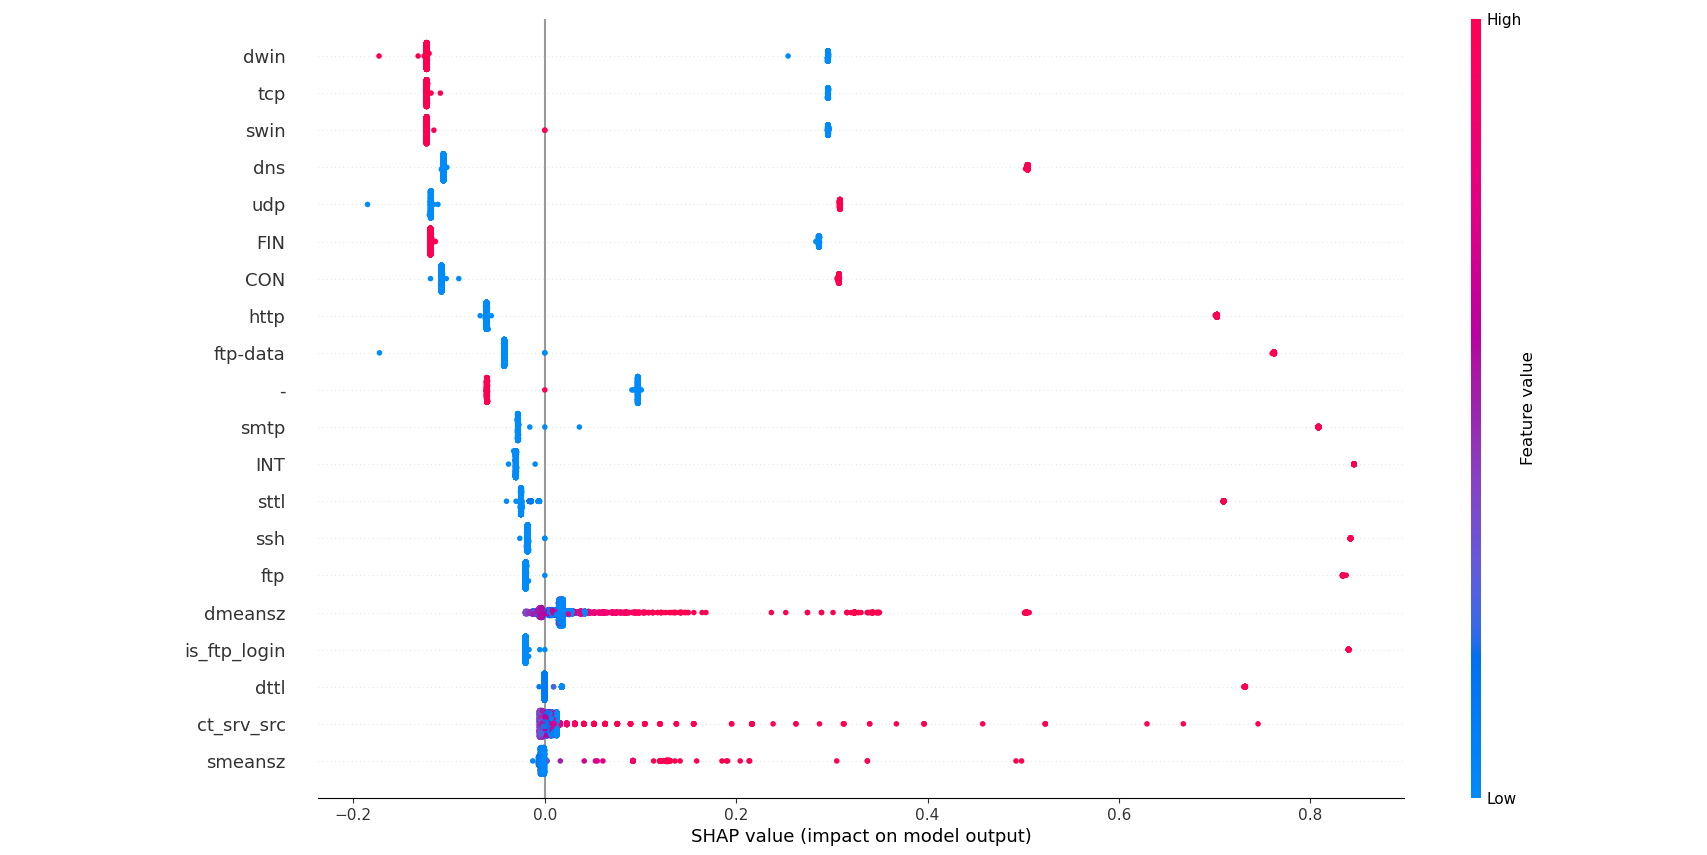 High
dwin
tcp
swin
dns
udp
FIN
CON
http
ftp-data
-
smtp
INT
sttl
ssh
ftp
dmeansz
is_ftp_login
dttl
ct_srv_src
smeansz
Feature value
Low
−0.2 0.0 0.2 0.4 0.6 0.8
SHAP value (impact on model output)